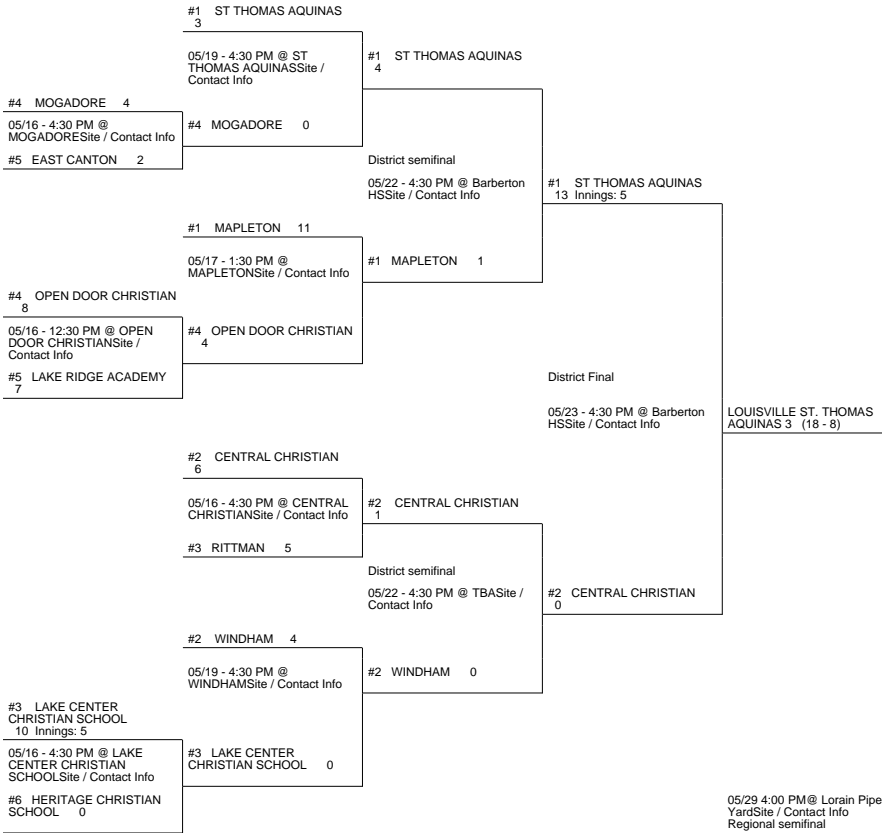 #1 ST THOMAS AQUINAS
3
05/19 - 4:30 PM @ ST
THOMAS AQUINASSite /
Contact Info
#1 ST THOMAS AQUINAS
4
#4 MOGADORE 4
05/16 - 4:30 PM @
MOGADORESite / Contact Info
#4 MOGADORE 0
#5 EAST CANTON 2
District semifinal
05/22 - 4:30 PM @ Barberton
HSSite / Contact Info
#1 ST THOMAS AQUINAS
13 Innings: 5
#1 MAPLETON 11
05/17 - 1:30 PM @
MAPLETONSite / Contact Info
#1 MAPLETON 1
#4 OPEN DOOR CHRISTIAN
8
05/16 - 12:30 PM @ OPEN
DOOR CHRISTIANSite /
Contact Info
#4 OPEN DOOR CHRISTIAN
4
#5 LAKE RIDGE ACADEMY
7
District Final
05/23 - 4:30 PM @ Barberton
HSSite / Contact Info
LOUISVILLE ST. THOMAS
AQUINAS 3 (18 - 8)
#2 CENTRAL CHRISTIAN
6
05/16 - 4:30 PM @ CENTRAL
CHRISTIANSite / Contact Info
#2 CENTRAL CHRISTIAN
1
#3 RITTMAN 5
District semifinal
05/22 - 4:30 PM @ TBASite /
Contact Info
#2 CENTRAL CHRISTIAN
0
#2 WINDHAM 4
05/19 - 4:30 PM @
WINDHAMSite / Contact Info
#2 WINDHAM 0
#3 LAKE CENTER
CHRISTIAN SCHOOL
10 Innings: 5
05/16 - 4:30 PM @ LAKE
CENTER CHRISTIAN
SCHOOLSite / Contact Info
#3 LAKE CENTER
CHRISTIAN SCHOOL 0
#6 HERITAGE CHRISTIAN
SCHOOL 0
05/29 4:00 PM@ Lorain Pipe
YardSite / Contact Info
Regional semifinal